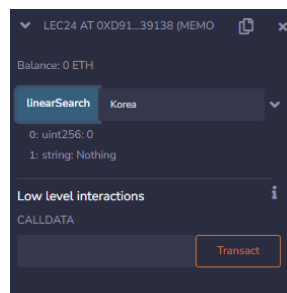 LEC24 AT 0XD91...39138 (MEMO
Balance: 0 ETH
linearSearch Korea
0: uint256: 0
1: string: Nothing
Low level interactions
CALLDATA
Transact